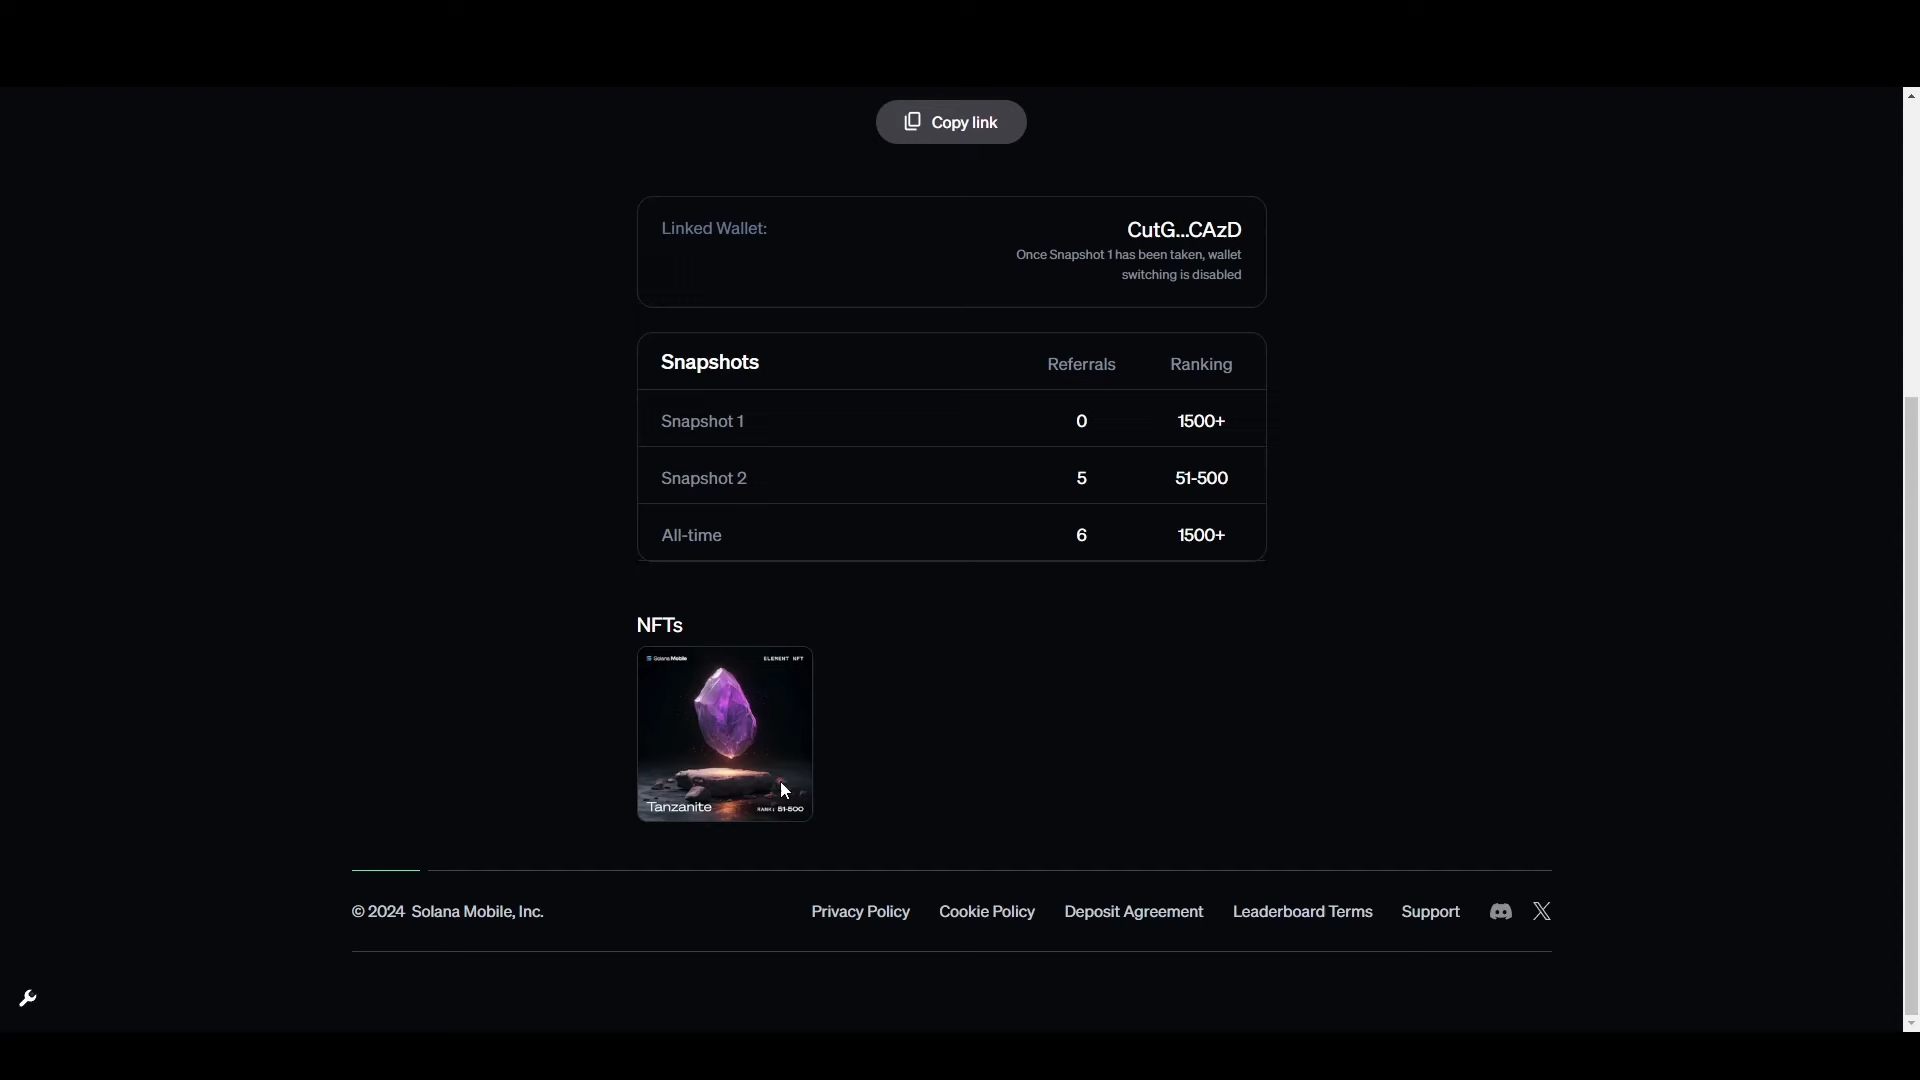 Copy link
Linked Wallet:
CutG...CAzD
Once Snapshot 1 has been taken, wallet
switching is disabled
Snapshots Referrals Ranking
Snapshot 1 0 1500+
Snapshot 2 5 51-500
All-time 6 1500+
NFTs
Solana Mobile ELEMENT NFT
Tanzanite RANK: 51-500
© 2024 Solana Mobile, Inc. Privacy Policy Cookie Policy Deposit Agreement Leaderboard Terms Support